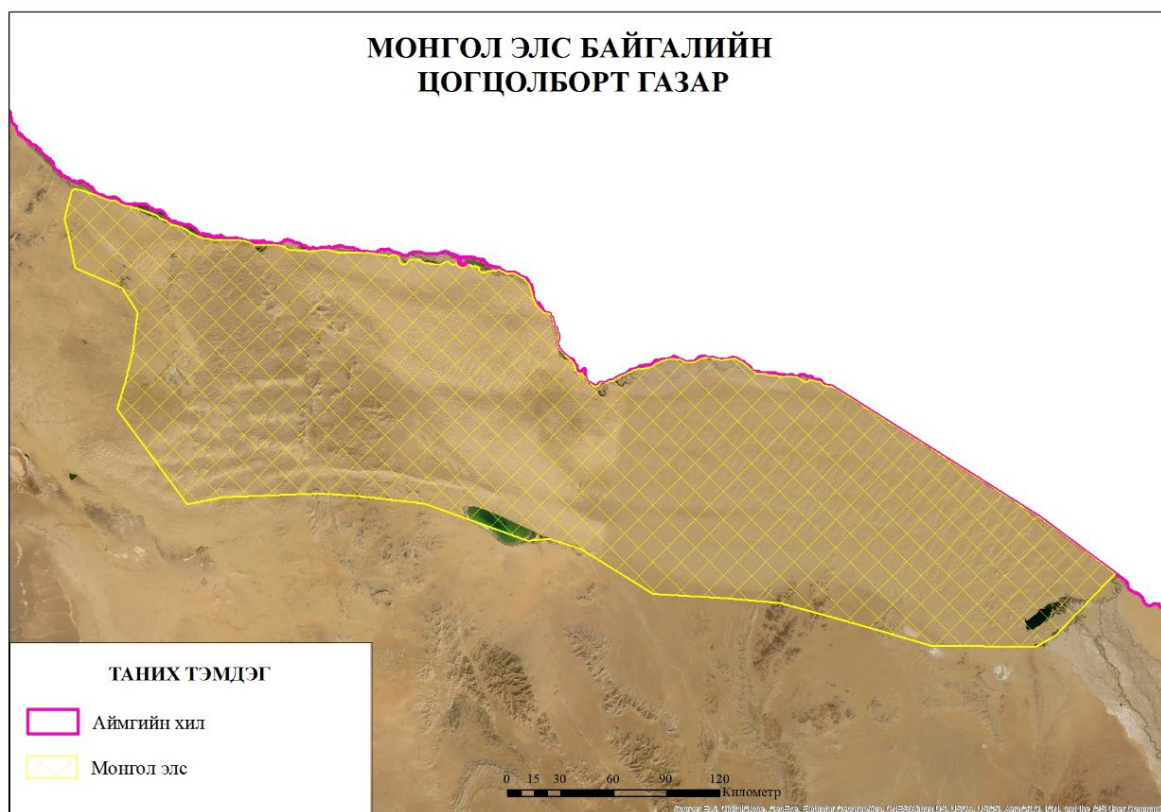 МОНГОЛ ЭЛС БАЙГАЛИЙН
ЦОГЦОЛБОРТ ГАЗАР
ТАНИХ ТЭМДЭГ
Аймгийн хил
Монгол элс
0 15 30 60 90 120
Километр